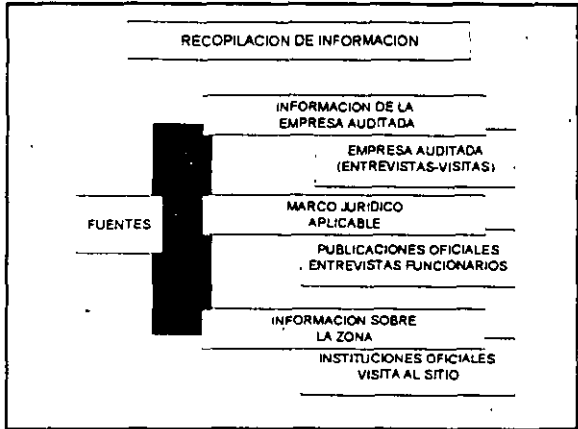 RECOPILACION DE INFORMACION
INFORMACION DE LA
EMPRESA AUDITADA
EMPRESA AUDITADA
(ENTREVISTAS-VISITAS)
FUENTES
MARCO JURIDICO
APLICABLE
PUBLICACIONES OFICIALES
ENTREVISTAS FUNCIONARIOS
INFORMACION SOBRE
LA ZONA
INSTITUCIONES OFICIALES
VISITA AL SITIO